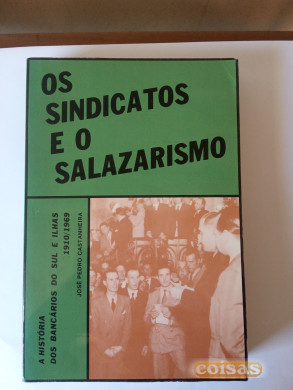 OS
SINDICATOS
E O
SALAZARISMO
A HISTÓRIA
DOS BANCÁRIOS DO SUL E ILHAS
1910/1969
JOSÉ PEDRO CASTANHEIRA
coisas